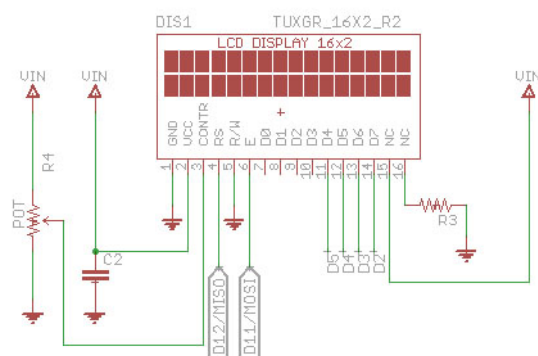 DIS1
TUXGR_16X2_R2
LCD DISPLAY 16x2
VIN
VIN
VIN
GND
VCC
CONTR
RS
R/W
E
D0
D1
D2
D3
D4
D5
D6
D7
NC
NC
1
2
3
4
5
6
7
8
9
10
11
12
13
14
15
16
R4
POT
R3
C2
D5
D4
D3
D2
D12/MISO
D11/MOSI